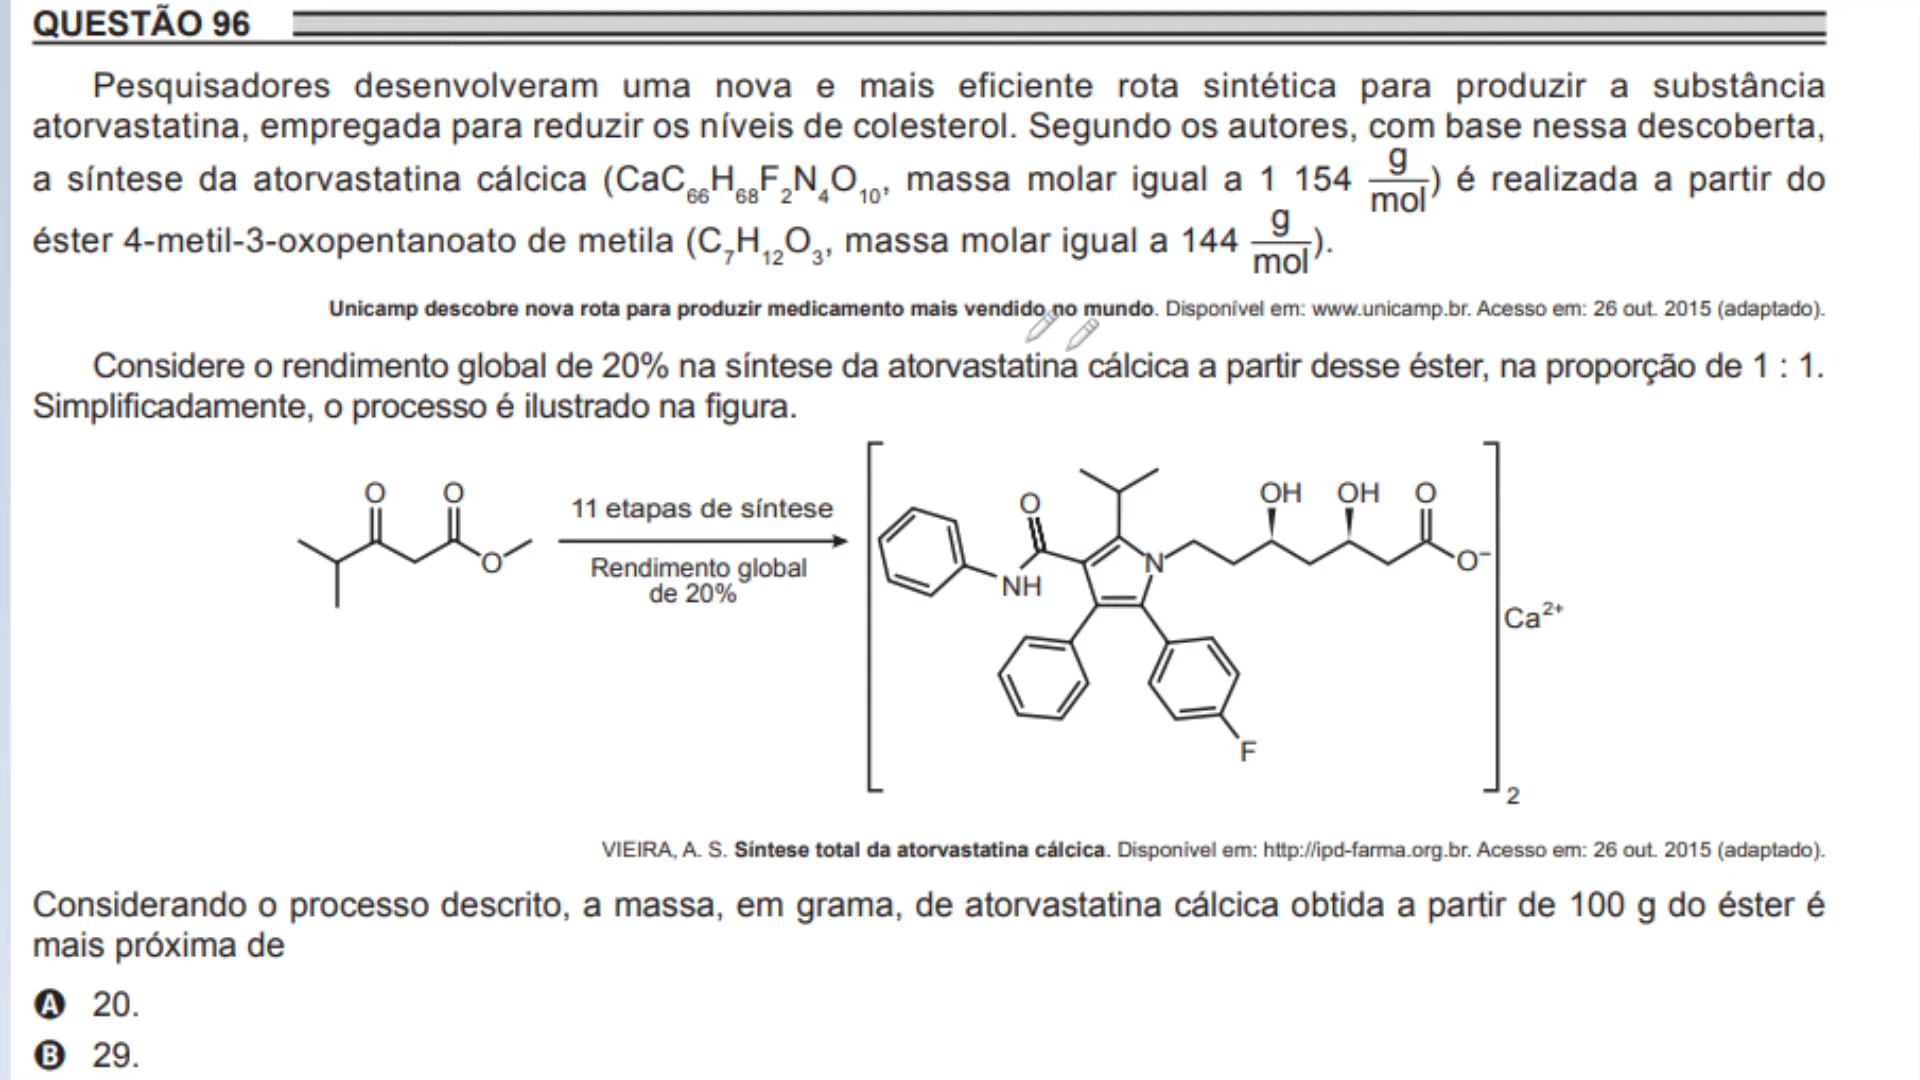 QUESTÃO 96
Pesquisadores desenvolveram uma nova e mais eficiente rota sintética para produzir a substância
atorvastatina, empregada para reduzir os níveis de colesterol. Segundo os autores, com base nessa descoberta,
a síntese da atorvastatina cálcica (CaC₆₆H₆₈F₂N₄O₁₀, massa molar igual a 1 154 g/mol) é realizada a partir do
éster 4-metil-3-oxopentanoato de metila (C₇H₁₂O₃, massa molar igual a 144 g/mol).
Unicamp descobre nova rota para produzir medicamento mais vendido no mundo. Disponível em: www.unicamp.br. Acesso em: 26 out. 2015 (adaptado).
Considere o rendimento global de 20% na síntese da atorvastatina cálcica a partir desse éster, na proporção de 1 : 1.
Simplificadamente, o processo é ilustrado na figura.
O O
O
11 etapas de síntese
Rendimento global
de 20%
O
NH
N
OH OH O
O⁻
F
2
Ca²⁺
VIEIRA, A. S. Síntese total da atorvastatina cálcica. Disponível em: http://ipd-farma.org.br. Acesso em: 26 out. 2015 (adaptado).
Considerando o processo descrito, a massa, em grama, de atorvastatina cálcica obtida a partir de 100 g do éster é
mais próxima de
A 20.
B 29.